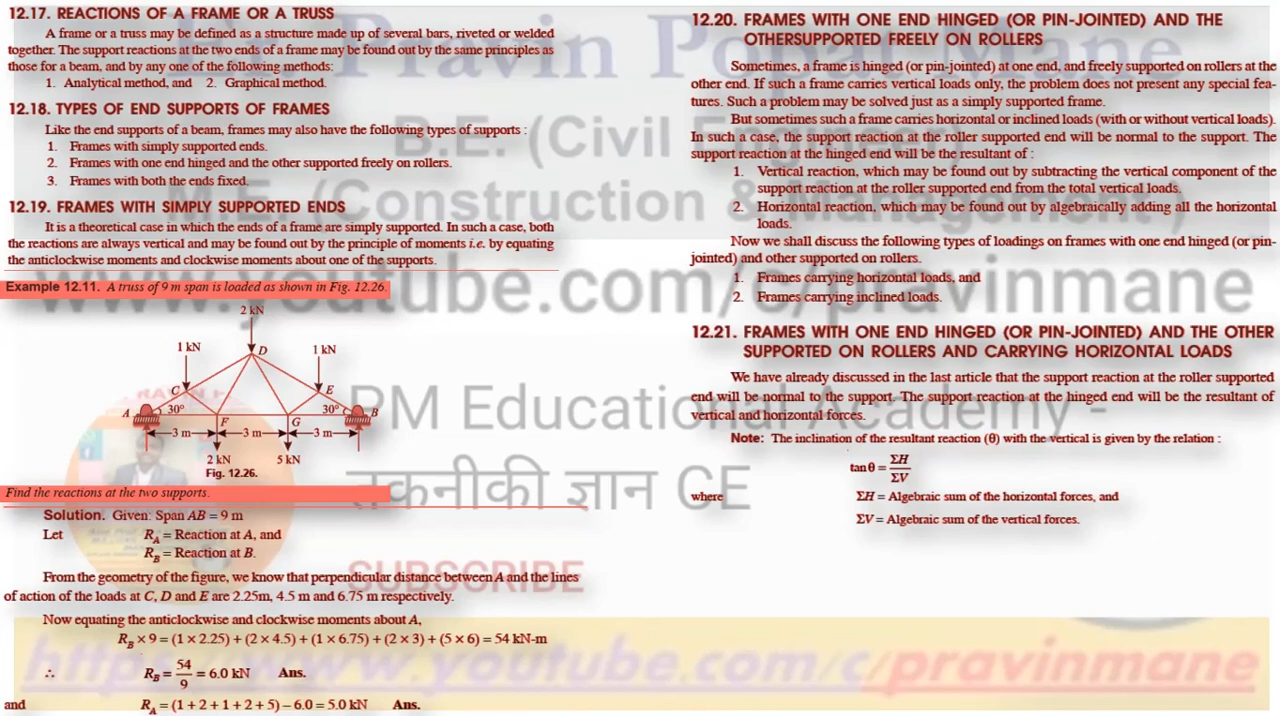 12.17. REACTIONS OF A FRAME OR A TRUSS
A frame or a truss may be defined as a structure made up of several bars, riveted or welded
together. The support reactions at the two ends of a frame may be found out by the same principles as
those for a beam, and by any one of the following methods:
1. Analytical method, and 2. Graphical method.
12.18. TYPES OF END SUPPORTS OF FRAMES
Like the end supports of a beam, frames may also have the following types of supports :
1. Frames with simply supported ends.
2. Frames with one end hinged and the other supported freely on rollers.
3. Frames with both the ends fixed.
12.19. FRAMES WITH SIMPLY SUPPORTED ENDS
It is a theoretical case in which the ends of a frame are simply supported. In such a case, both
the reactions are always vertical and may be found out by the principle of moments i.e. by equating
the anticlockwise moments and clockwise moments about one of the supports.
Example 12.11. A truss of 9 m span is loaded as shown in Fig. 12.26.
2 kN
1 kN
1 kN
D
C
E
A
30°
30°
B
F
G
3 m
3 m
3 m
2 kN
5 kN
Fig. 12.26.
Find the reactions at the two supports.
Solution. Given: Span AB = 9 m
Let R_A = Reaction at A, and
R_B = Reaction at B.
From the geometry of the figure, we know that perpendicular distance between A and the lines
of action of the loads at C, D and E are 2.25m, 4.5 m and 6.75 m respectively.
Now equating the anticlockwise and clockwise moments about A,
R_B × 9 = (1 × 2.25) + (2 × 4.5) + (1 × 6.75) + (2 × 3) + (5 × 6) = 54 kN-m
∴ R_B = 54/9 = 6.0 kN Ans.
and R_A = (1 + 2 + 1 + 2 + 5) – 6.0 = 5.0 kN Ans.
12.20. FRAMES WITH ONE END HINGED (OR PIN-JOINTED) AND THE
OTHERSUPPORTED FREELY ON ROLLERS
Sometimes, a frame is hinged (or pin-jointed) at one end, and freely supported on rollers at the
other end. If such a frame carries vertical loads only, the problem does not present any special fea-
tures. Such a problem may be solved just as a simply supported frame.
But sometimes such a frame carries horizontal or inclined loads (with or without vertical loads).
In such a case, the support reaction at the roller supported end will be normal to the support. The
support reaction at the hinged end will be the resultant of :
1. Vertical reaction, which may be found out by subtracting the vertical component of the
support reaction at the roller supported end from the total vertical loads.
2. Horizontal reaction, which may be found out by algebraically adding all the horizontal
loads.
Now we shall discuss the following types of loadings on frames with one end hinged (or pin-
jointed) and other supported on rollers.
1. Frames carrying horizontal loads, and
2. Frames carrying inclined loads.
12.21. FRAMES WITH ONE END HINGED (OR PIN-JOINTED) AND THE OTHER
SUPPORTED ON ROLLERS AND CARRYING HORIZONTAL LOADS
We have already discussed in the last article that the support reaction at the roller supported
end will be normal to the support. The support reaction at the hinged end will be the resultant of
vertical and horizontal forces.
Note: The inclination of the resultant reaction (θ) with the vertical is given by the relation :
tan θ = ΣH/ΣV
where ΣH = Algebraic sum of the horizontal forces, and
ΣV = Algebraic sum of the vertical forces.
Pravin Popat Mane
B.E. (Civil Engineer)
M.E. (Construction & Management)
www.youtube.com/c/pravinmane
PM Educational Academy -
तकनीकी ज्ञान CE
SUBSCRIBE
https://www.youtube.com/c/pravinmane